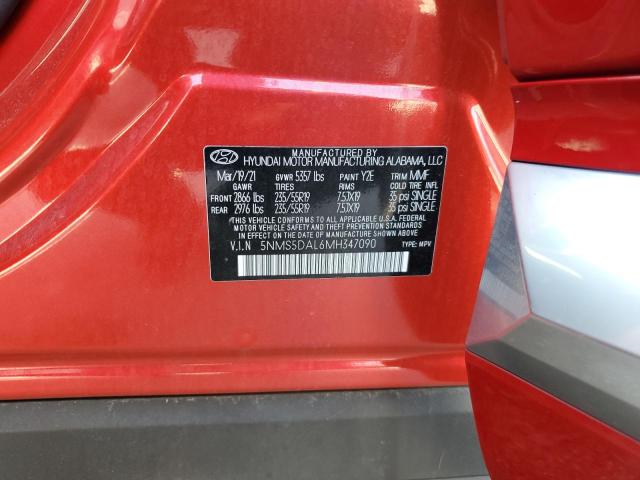 MANUFACTURED BY
HYUNDAI MOTOR MANUFACTURING ALABAMA, LLC
Mar/19/21 GVWR 5357 lbs PAINT Y2E TRIM MMF
GAWR TIRES RIMS COLD TIRE INFL
FRONT 2866 lbs 235/55R19 7.5JX19 35 psi SINGLE
REAR 2976 lbs 235/55R19 7.5JX19 35 psi SINGLE
THIS VEHICLE CONFORMS TO ALL APPLICABLE U.S.A. FEDERAL
MOTOR VEHICLE SAFETY AND THEFT PREVENTION STANDARDS
IN EFFECT ON THE DATE OF MANUFACTURE SHOWN ABOVE.
V.I.N 5NMS5DAL6MH347090 TYPE: MPV